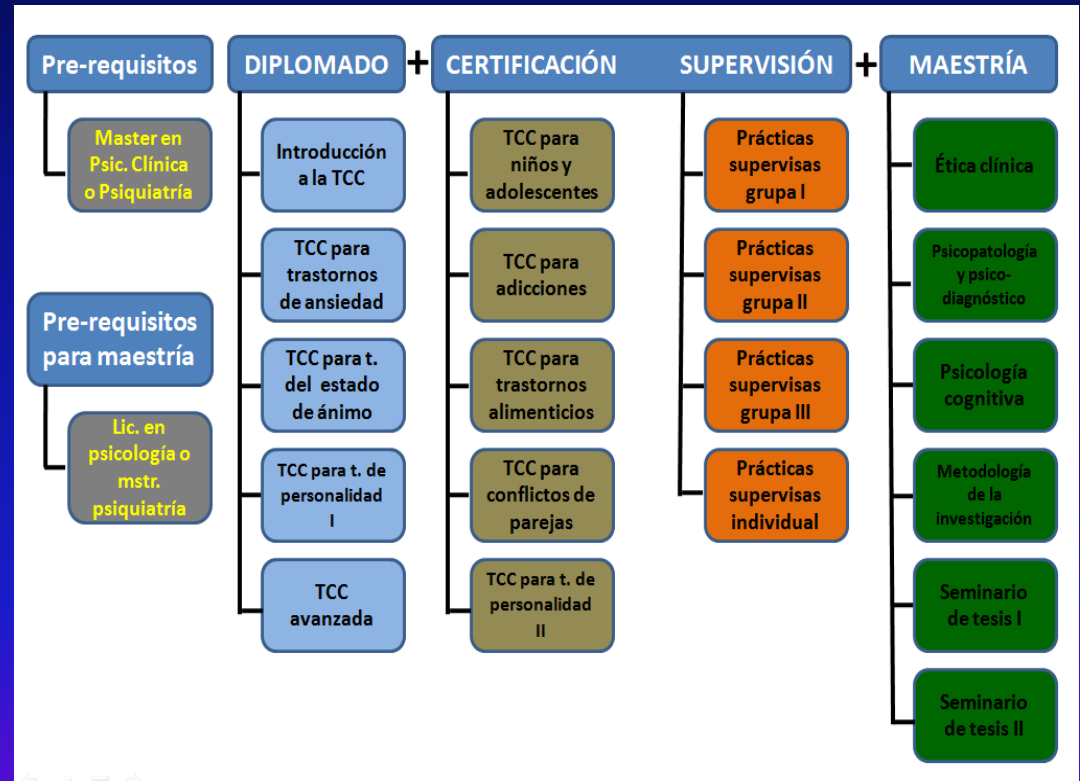 Pre-requisitos
Master en
Psic. Clínica
o Psiquiatría
Pre-requisitos
para maestría
Lic. en
psicología o
mstr.
psiquiatría
DIPLOMADO
Introducción
a la TCC
TCC para
trastornos
de ansiedad
TCC para t.
del estado
de ánimo
TCC para t. de
personalidad
I
TCC
avanzada
+
CERTIFICACIÓN
TCC para
niños y
adolescentes
TCC para
adicciones
TCC para
trastornos
alimenticios
TCC para
conflictos de
parejas
TCC para t. de
personalidad
II
SUPERVISIÓN
Prácticas
supervisas
grupa I
Prácticas
supervisas
grupa II
Prácticas
supervisas
grupa III
Prácticas
supervisas
individual
+
MAESTRÍA
Ética clínica
Psicopatología
y psico-
diagnóstico
Psicología
cognitiva
Metodología
de la
investigación
Seminario
de tesis I
Seminario
de tesis II